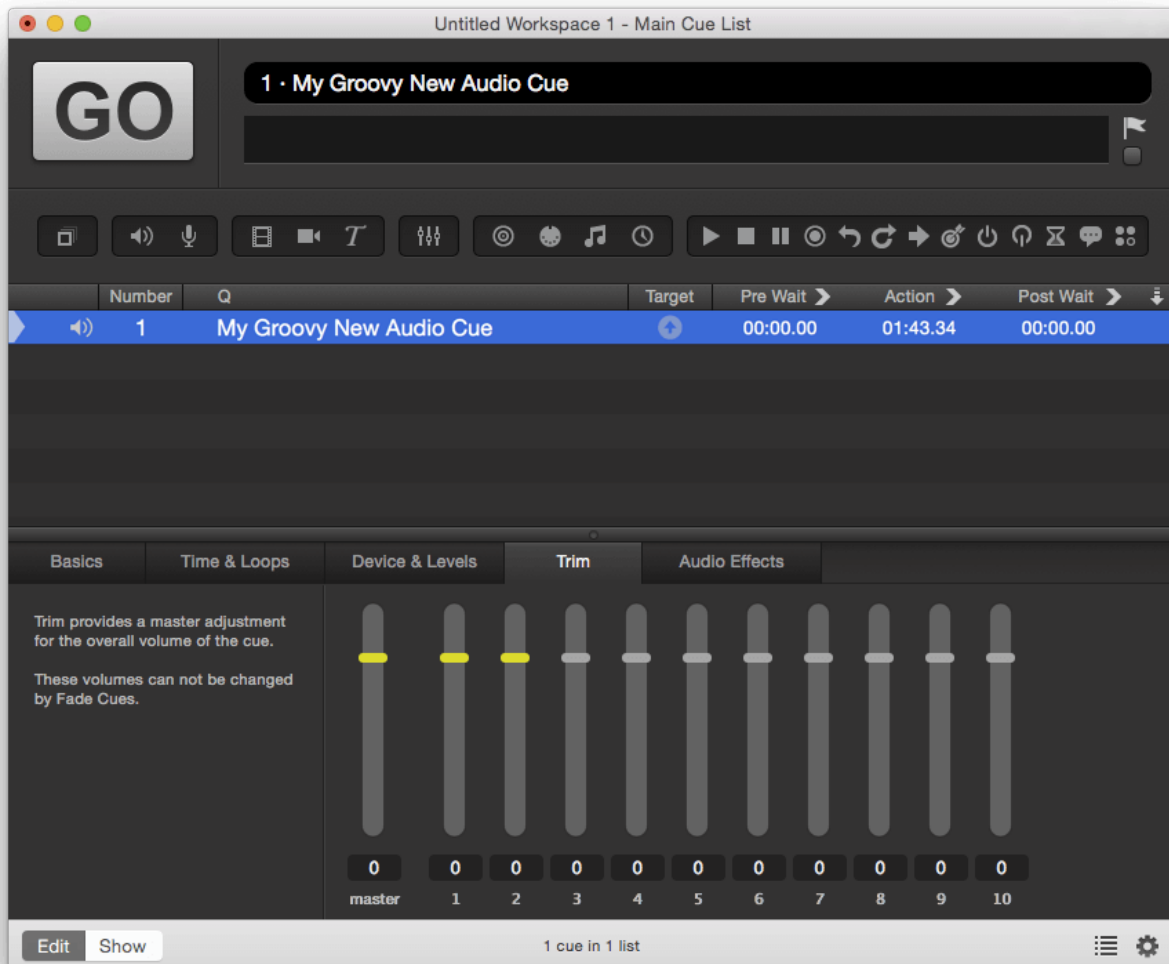 Untitled Workspace 1 - Main Cue List
GO
1 · My Groovy New Audio Cue
T
Number Q Target Pre Wait Action Post Wait
1 My Groovy New Audio Cue 00:00.00 01:43.34 00:00.00
Basics Time & Loops Device & Levels Trim Audio Effects
Trim provides a master adjustment
for the overall volume of the cue.
These volumes can not be changed
by Fade Cues.
0 0 0 0 0 0 0 0 0 0 0
master 1 2 3 4 5 6 7 8 9 10
Edit Show 1 cue in 1 list